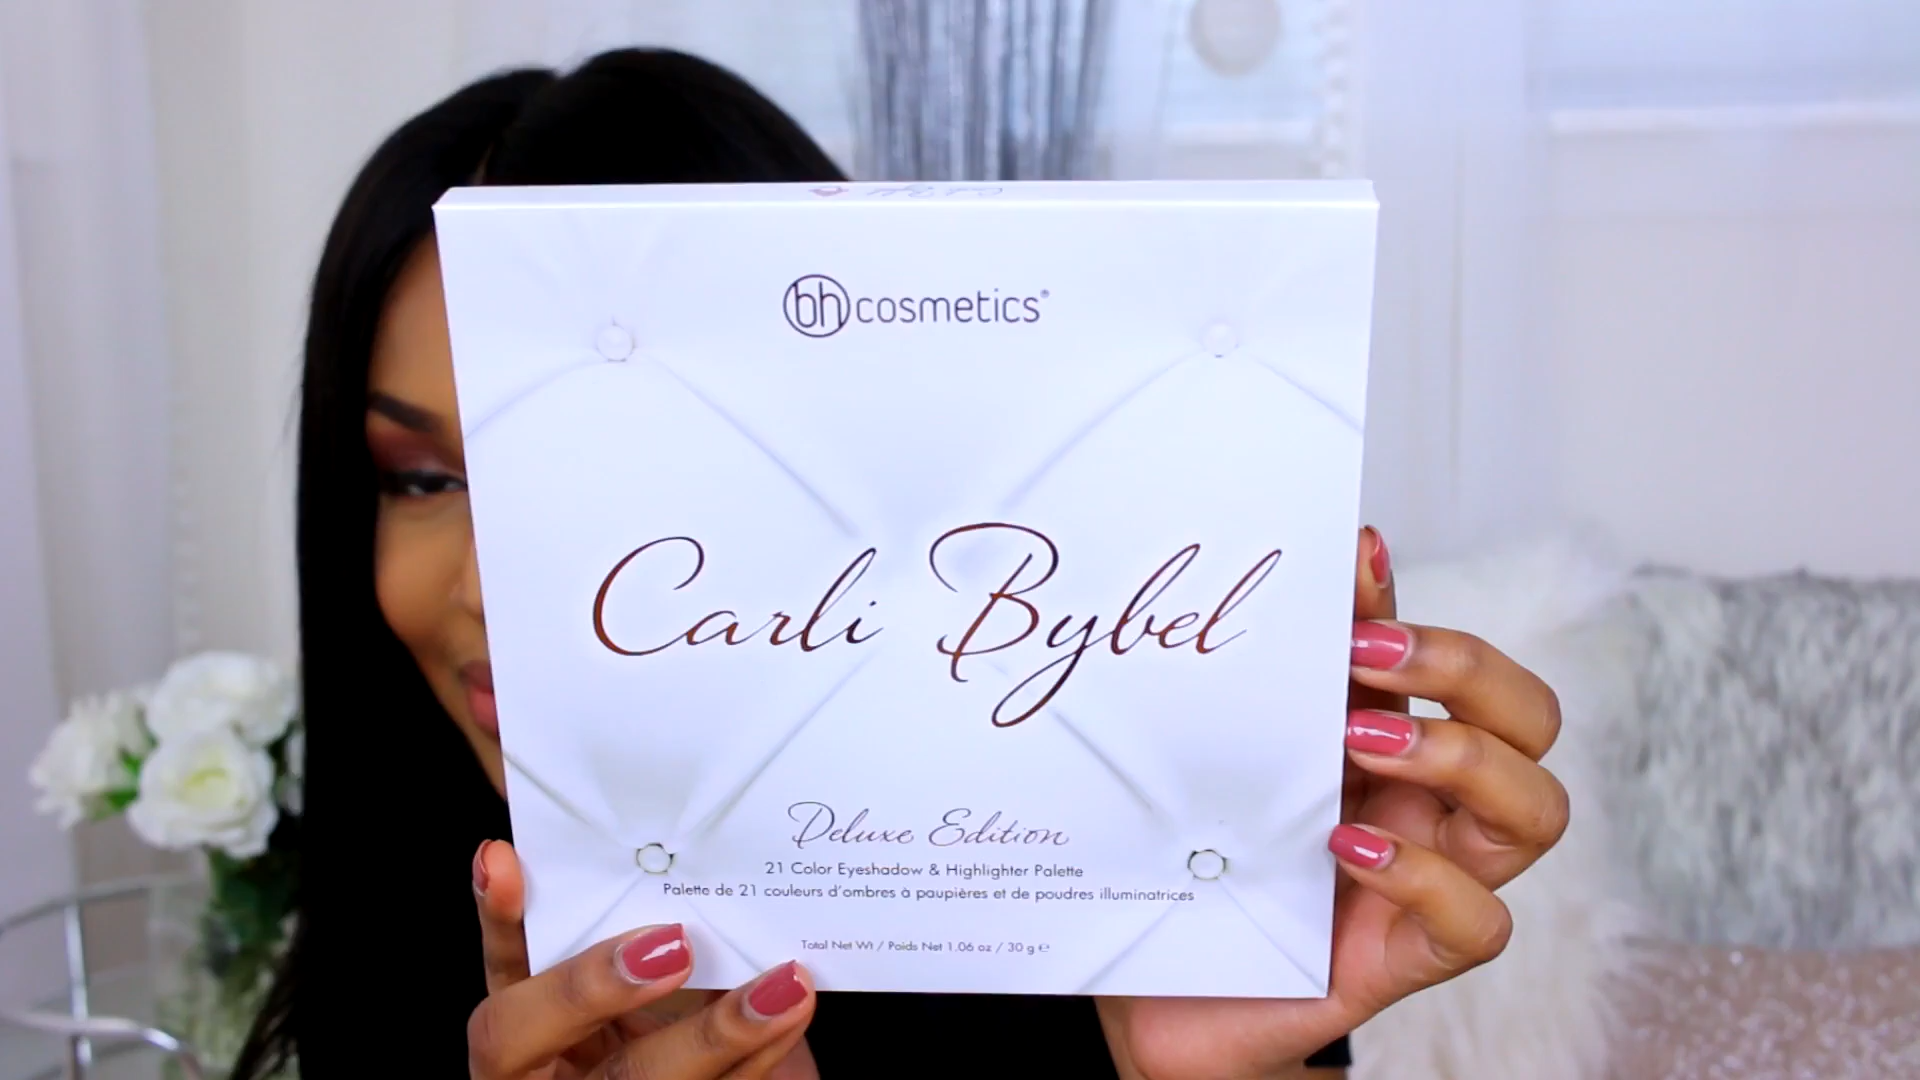 bh cosmetics®
Carli Bybel
Deluxe Edition
21 Color Eyeshadow & Highlighter Palette
Palette de 21 couleurs d'ombres à paupières et de poudres illuminatrices
Total Net Wt / Poids Net 1.06 oz / 30 g ℮